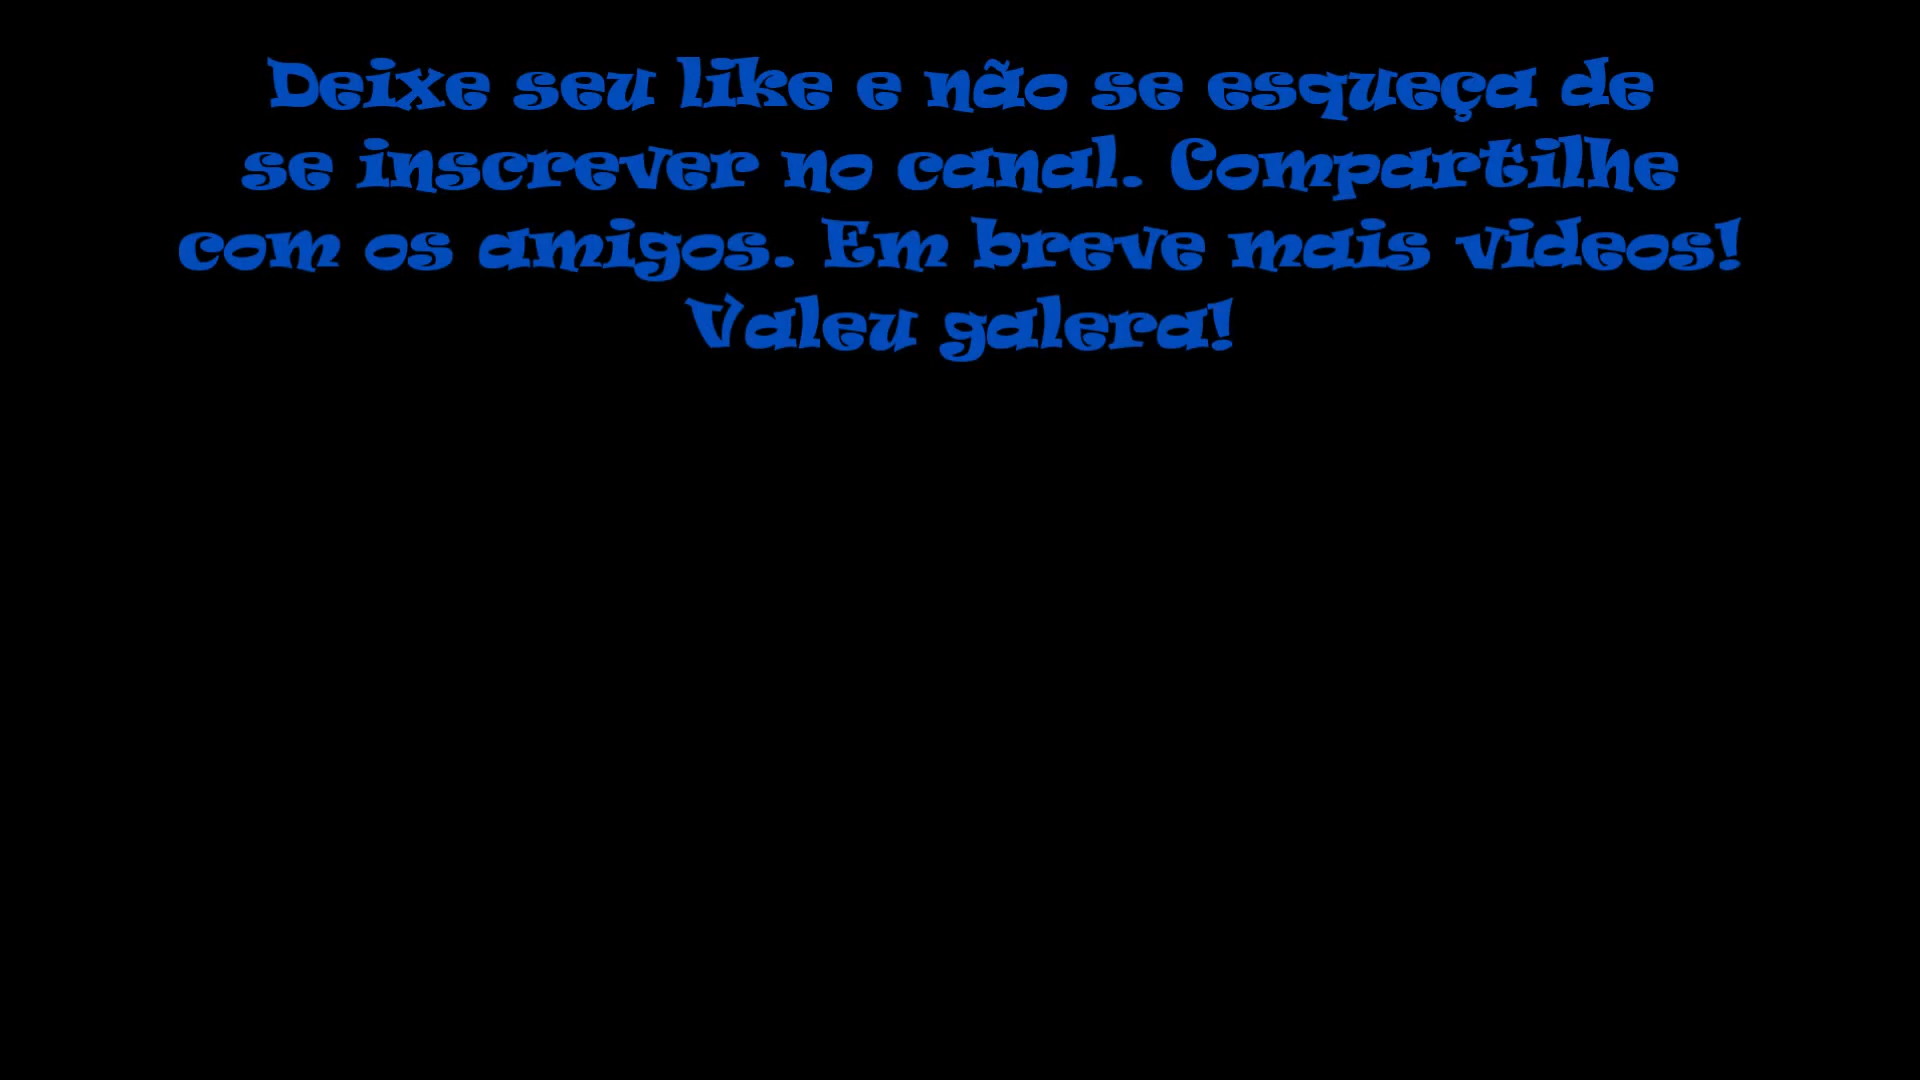 Deixe seu like e não se esqueça de
se inscrever no canal. Compartilhe
com os amigos. Em breve mais videos!
Valeu galera!